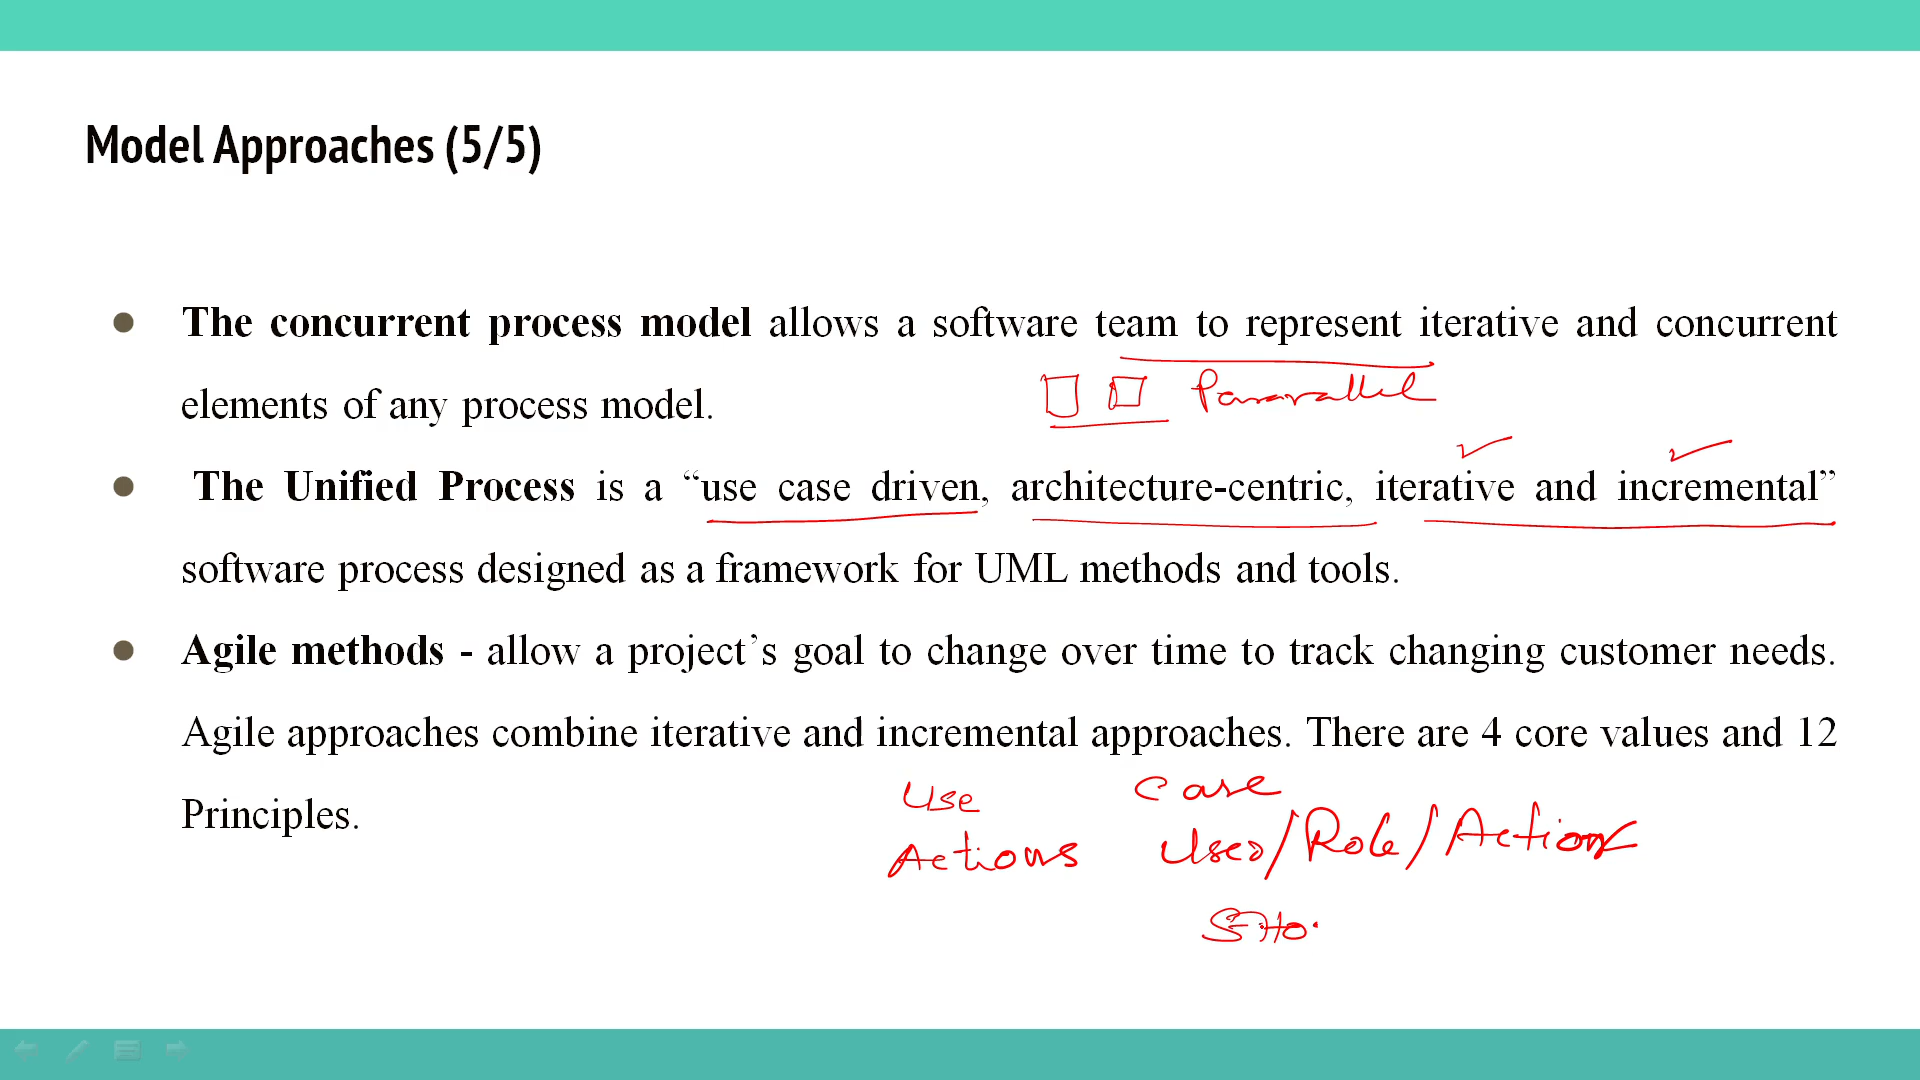 Model Approaches (5/5)
● The concurrent process model allows a software team to represent iterative and concurrent
elements of any process model.
Pararallel
● The Unified Process is a “use case driven, architecture-centric, iterative and incremental”
software process designed as a framework for UML methods and tools.
● Agile methods - allow a project’s goal to change over time to track changing customer needs.
Agile approaches combine iterative and incremental approaches. There are 4 core values and 12
Principles.
Use Case
Actions User/Role/Action